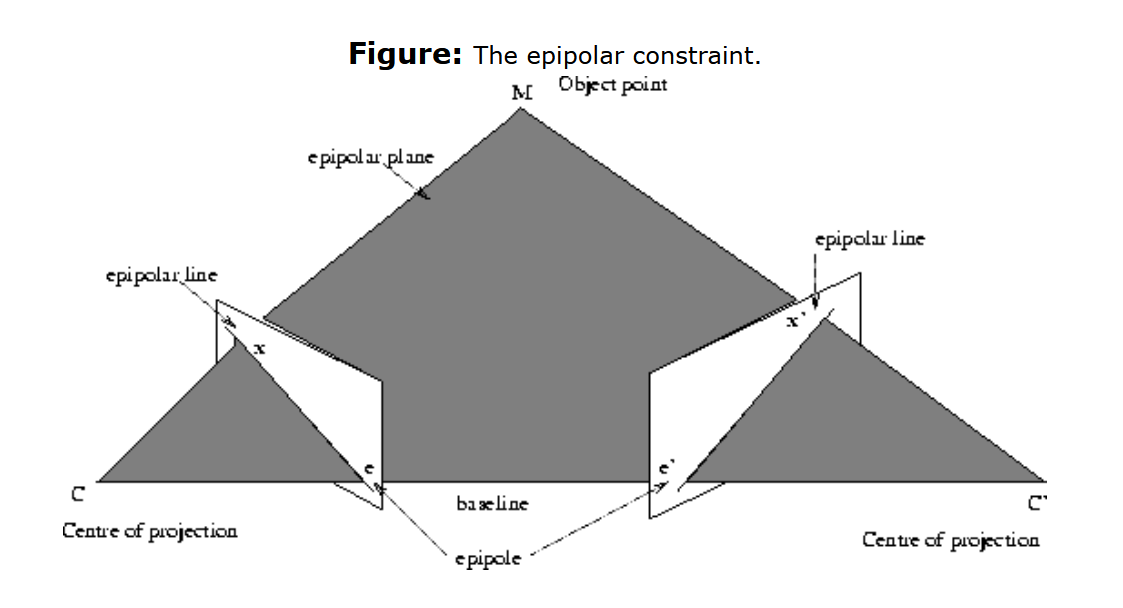 Figure: The epipolar constraint.
M
Object point
epipolar plane
epipolar line
epipolar line
x
x'
e
e'
C
baseline
C'
Centre of projection
Centre of projection
epipole